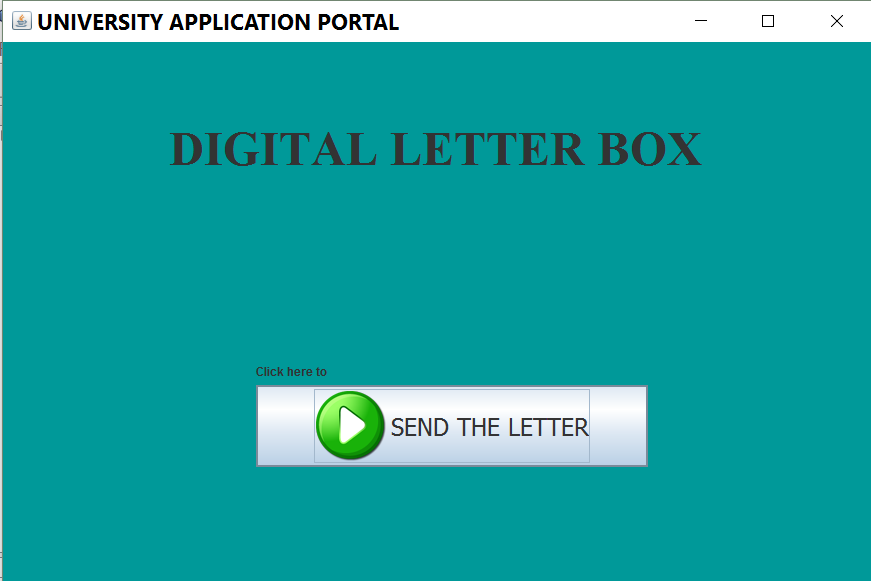 UNIVERSITY APPLICATION PORTAL
DIGITAL LETTER BOX
Click here to
SEND THE LETTER